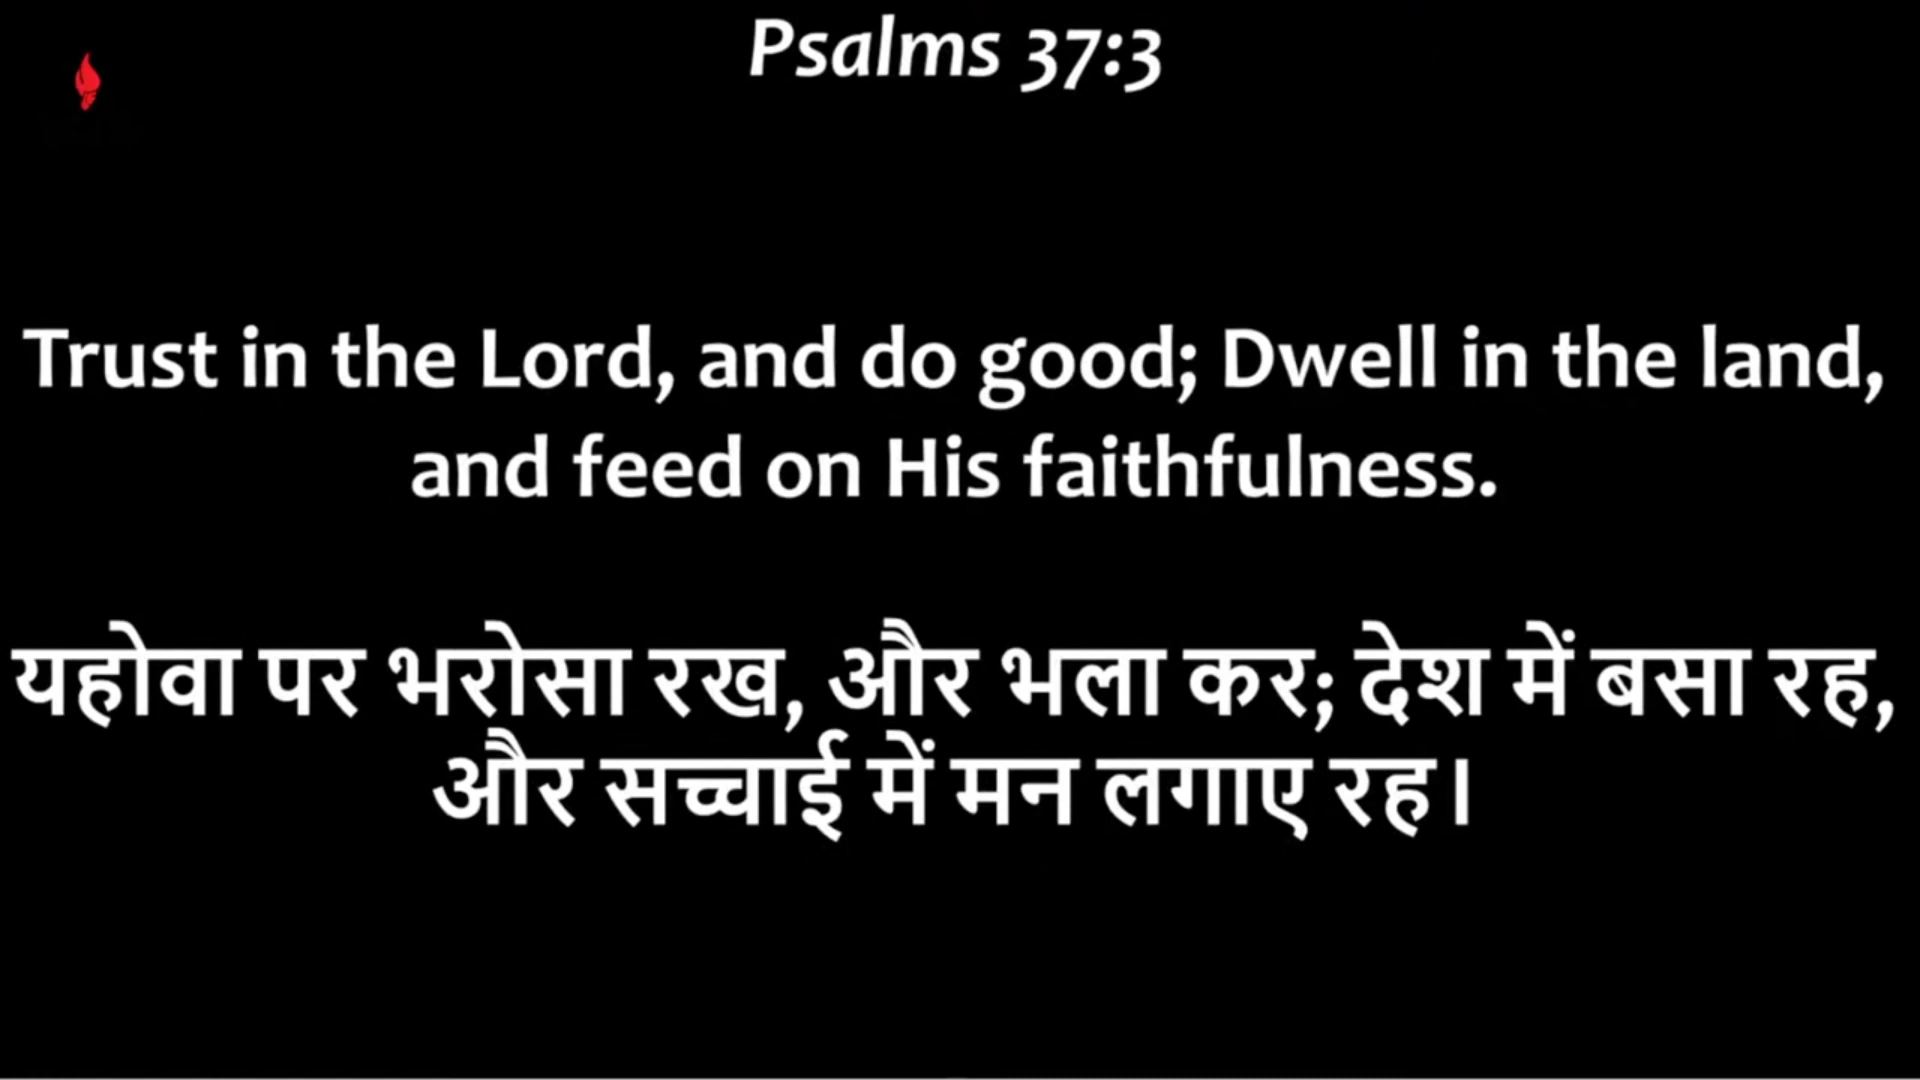 Psalms 37:3
Trust in the Lord, and do good; Dwell in the land,
and feed on His faithfulness.
यहोवा पर भरोसा रख, और भला कर; देश में बसा रह,
और सच्चाई में मन लगाए रह।